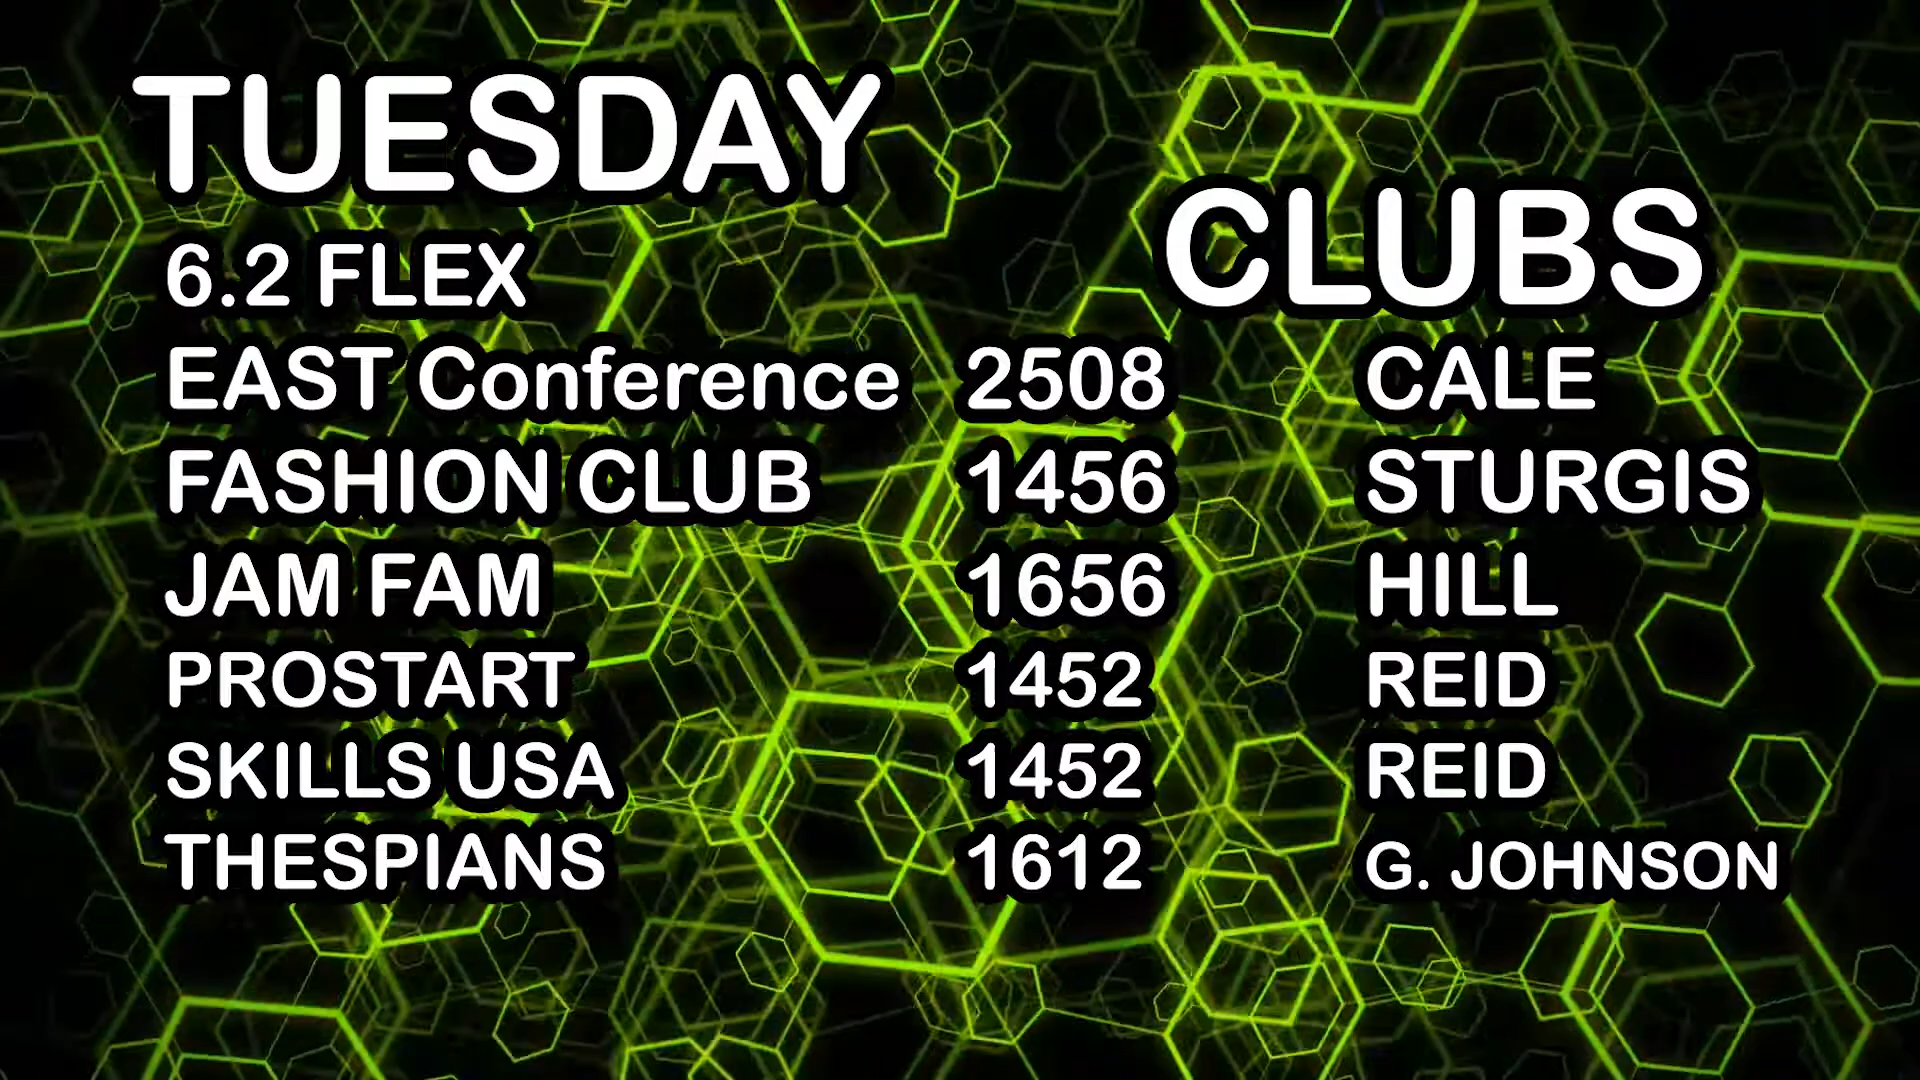 TUESDAY
CLUBS
6.2 FLEX
EAST Conference 2508 CALE
FASHION CLUB 1456 STURGIS
JAM FAM 1656 HILL
PROSTART 1452 REID
SKILLS USA 1452 REID
THESPIANS 1612 G. JOHNSON